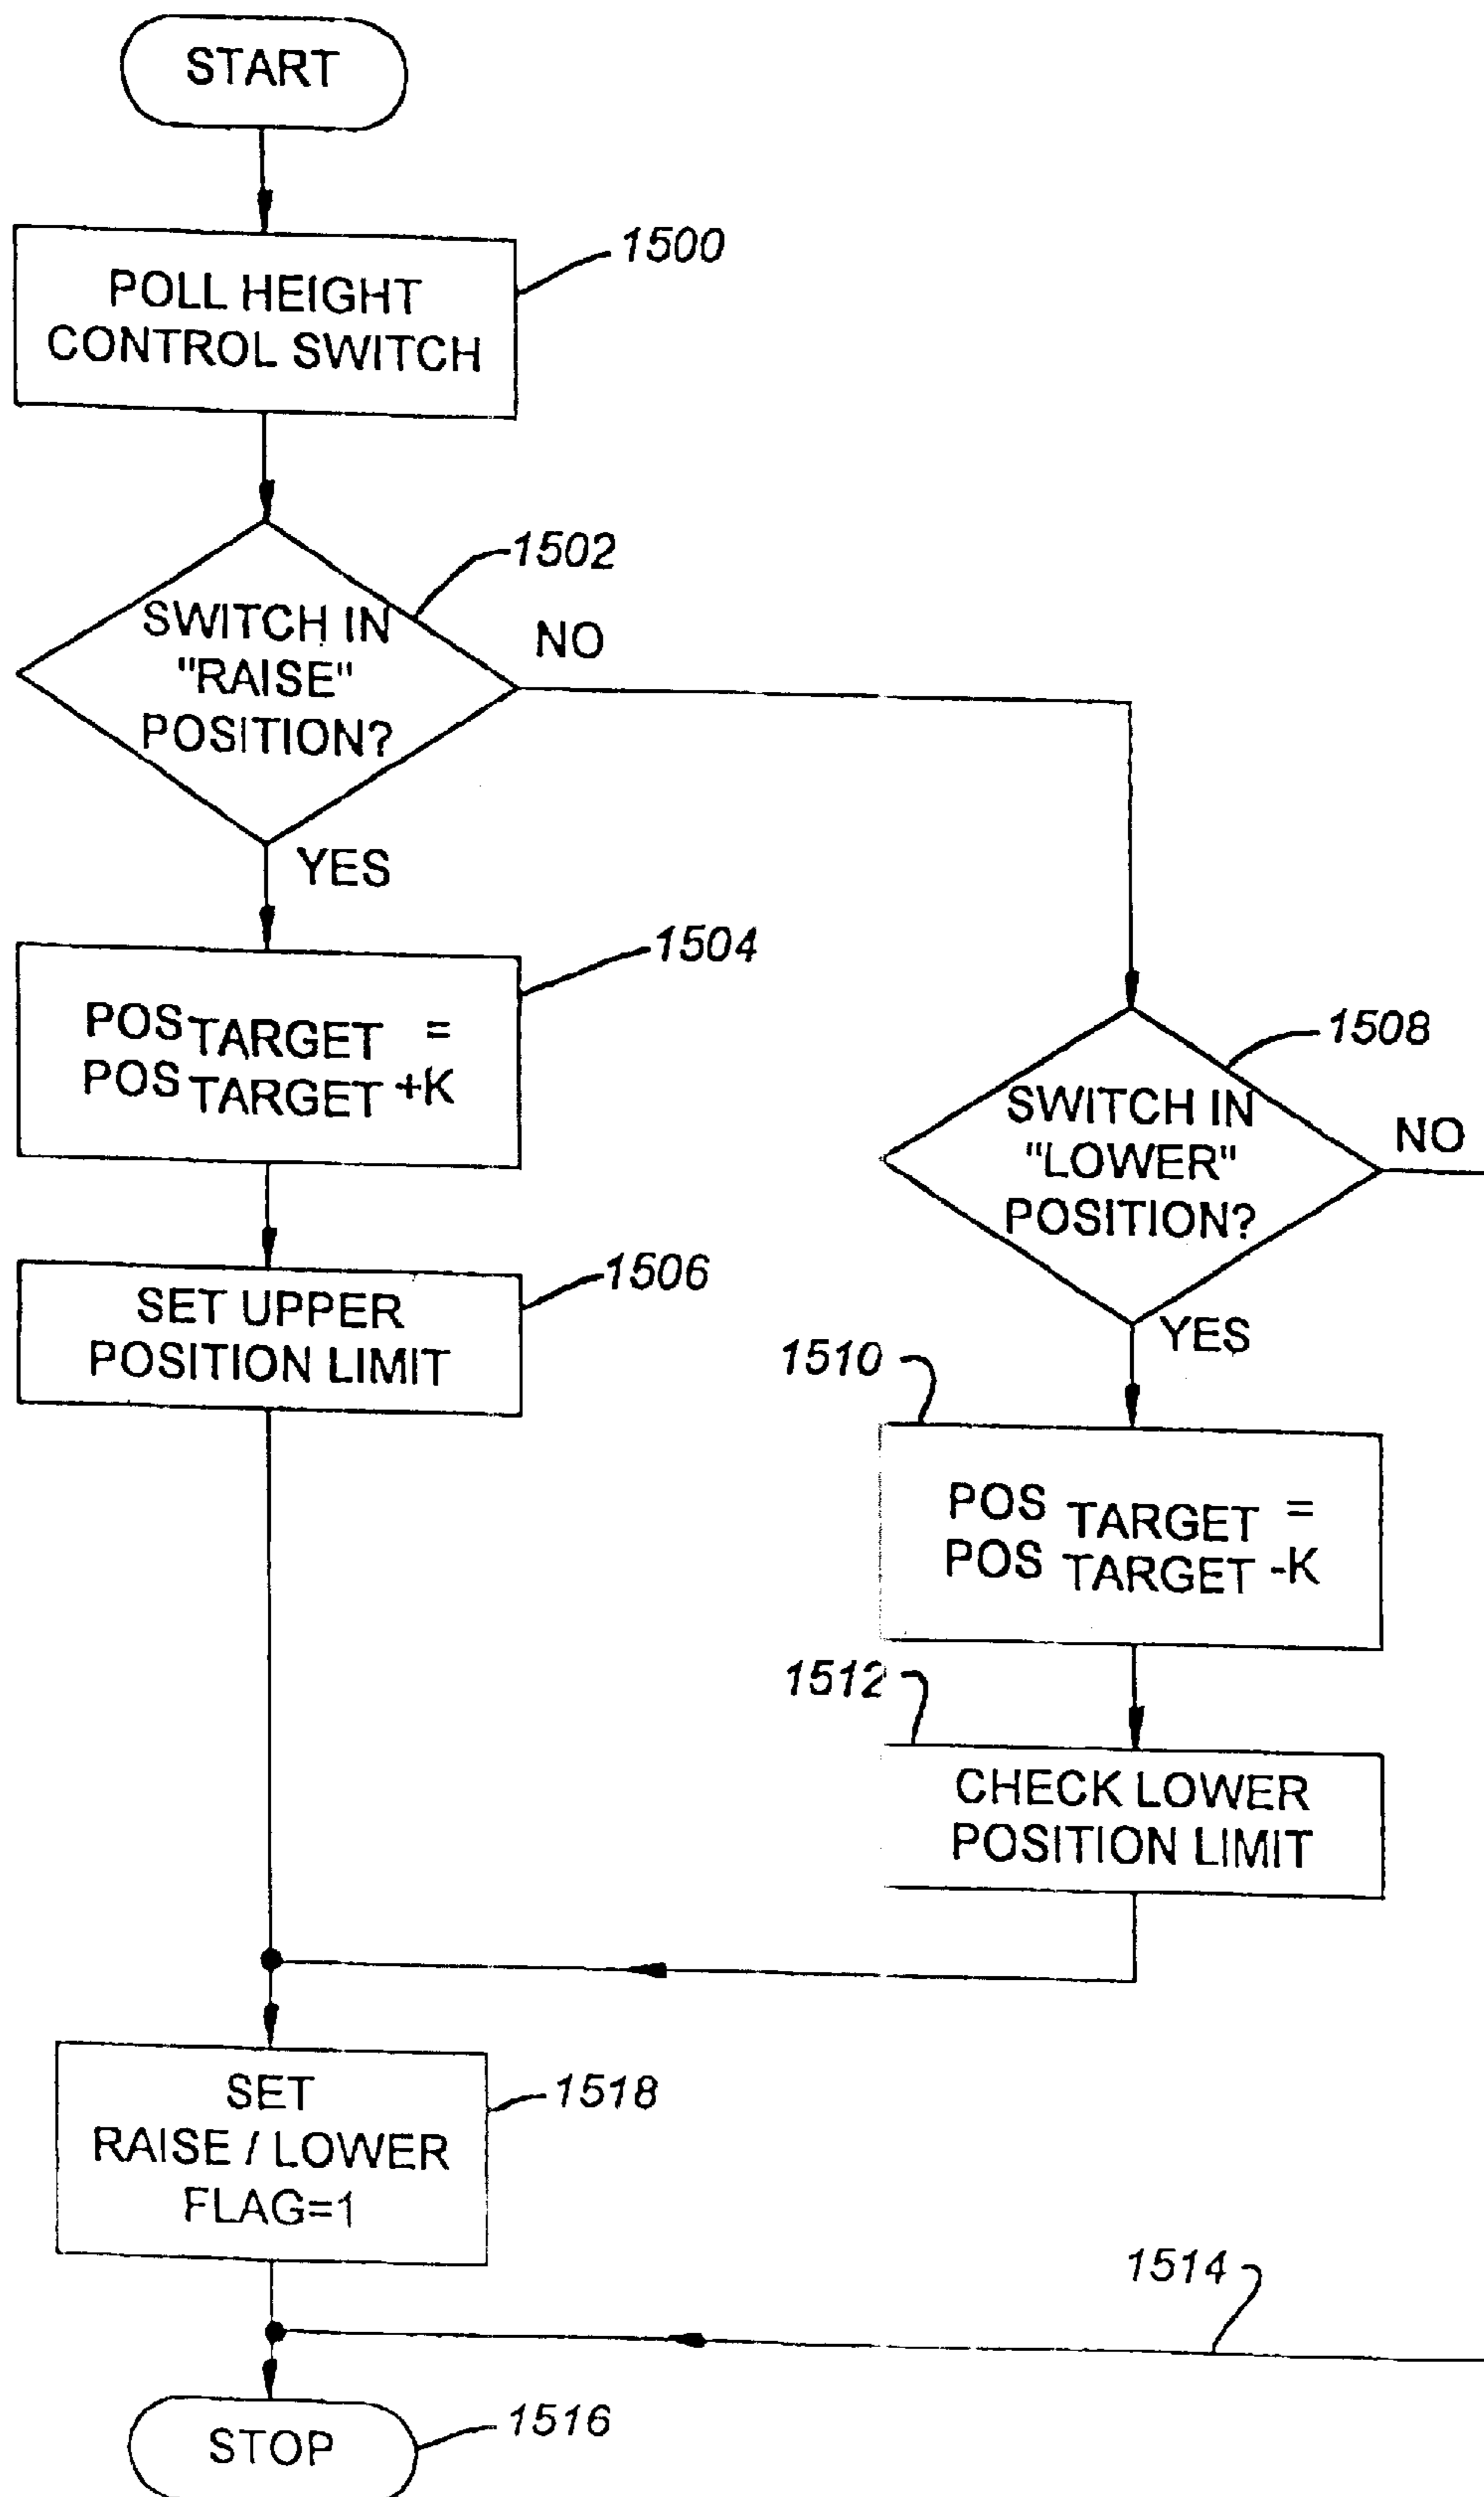 START
1500
POLL HEIGHT
CONTROL SWITCH
1502
SWITCH IN
"RAISE"
POSITION?
NO
YES
1504
POS TARGET =
POS TARGET +K
1508
SWITCH IN
"LOWER"
POSITION?
NO
YES
1506
SET UPPER
POSITION LIMIT
1510
POS TARGET =
POS TARGET -K
1512
CHECK LOWER
POSITION LIMIT
SET
RAISE / LOWER
FLAG=1
1518
1514
STOP
1516